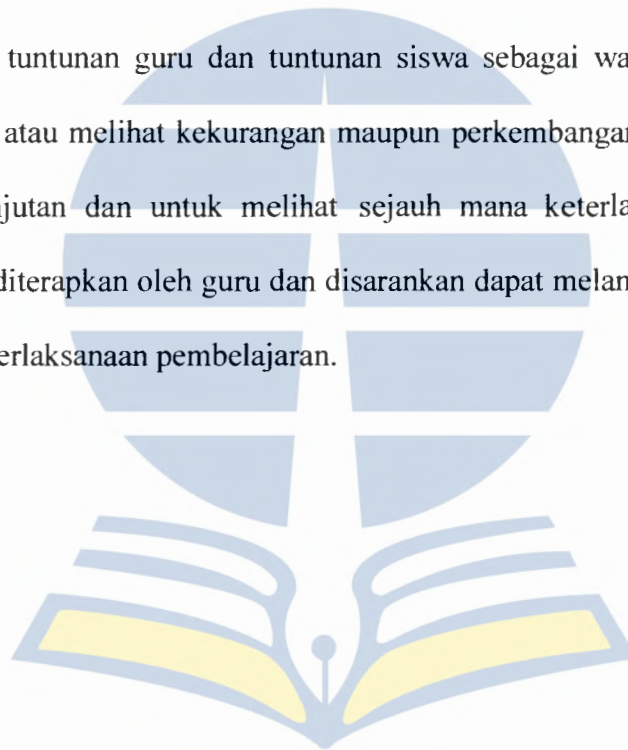 tuntunan guru dan tuntunan siswa sebagai wa
atau melihat kekurangan maupun perkembangan
jutan dan untuk melihat sejauh mana keterla
diterapkan oleh guru dan disarankan dapat melan
erlaksanaan pembelajaran.